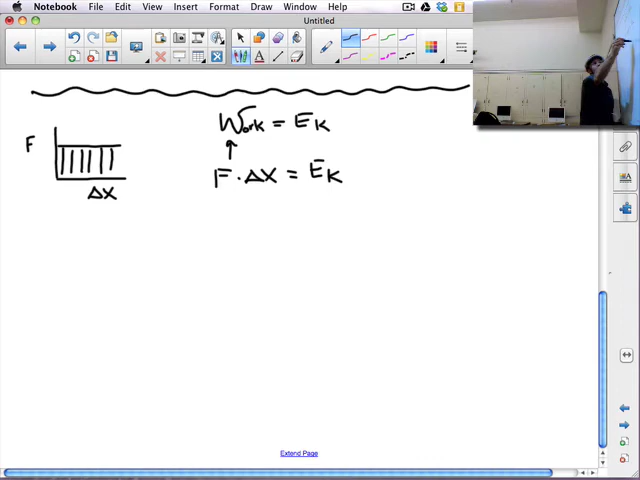 Notebook File Edit View Insert Format Draw Window Help
Untitled
Work = Ek
F
F · Δx = Ek
Δx
Extend Page